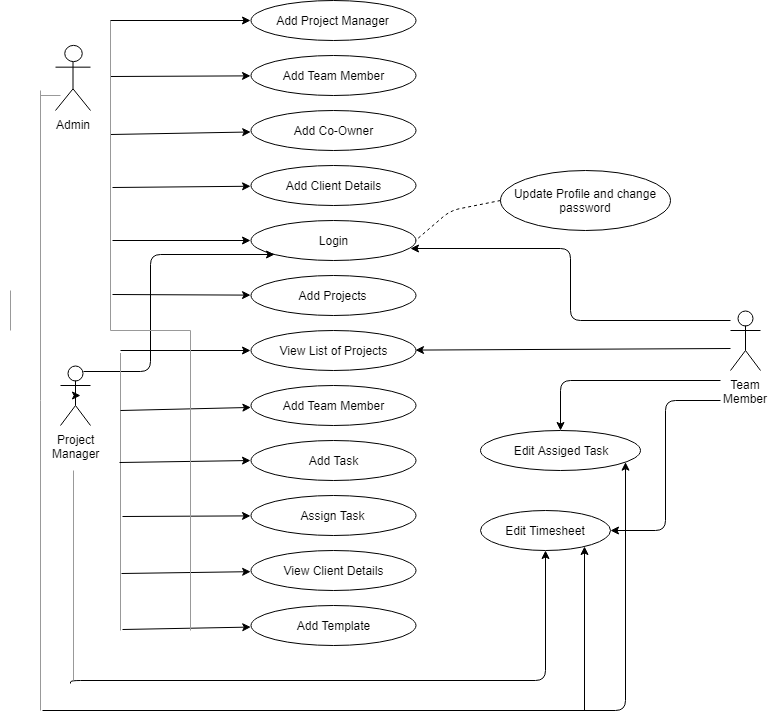 Add Project Manager
Admin
Add Team Member
Add Co-Owner
Add Client Details
Update Profile and change
password
Login
Add Projects
View List of Projects
Team
Member
Add Team Member
Project
Manager
Edit Assiged Task
Add Task
Assign Task
Edit Timesheet
View Client Details
Add Template